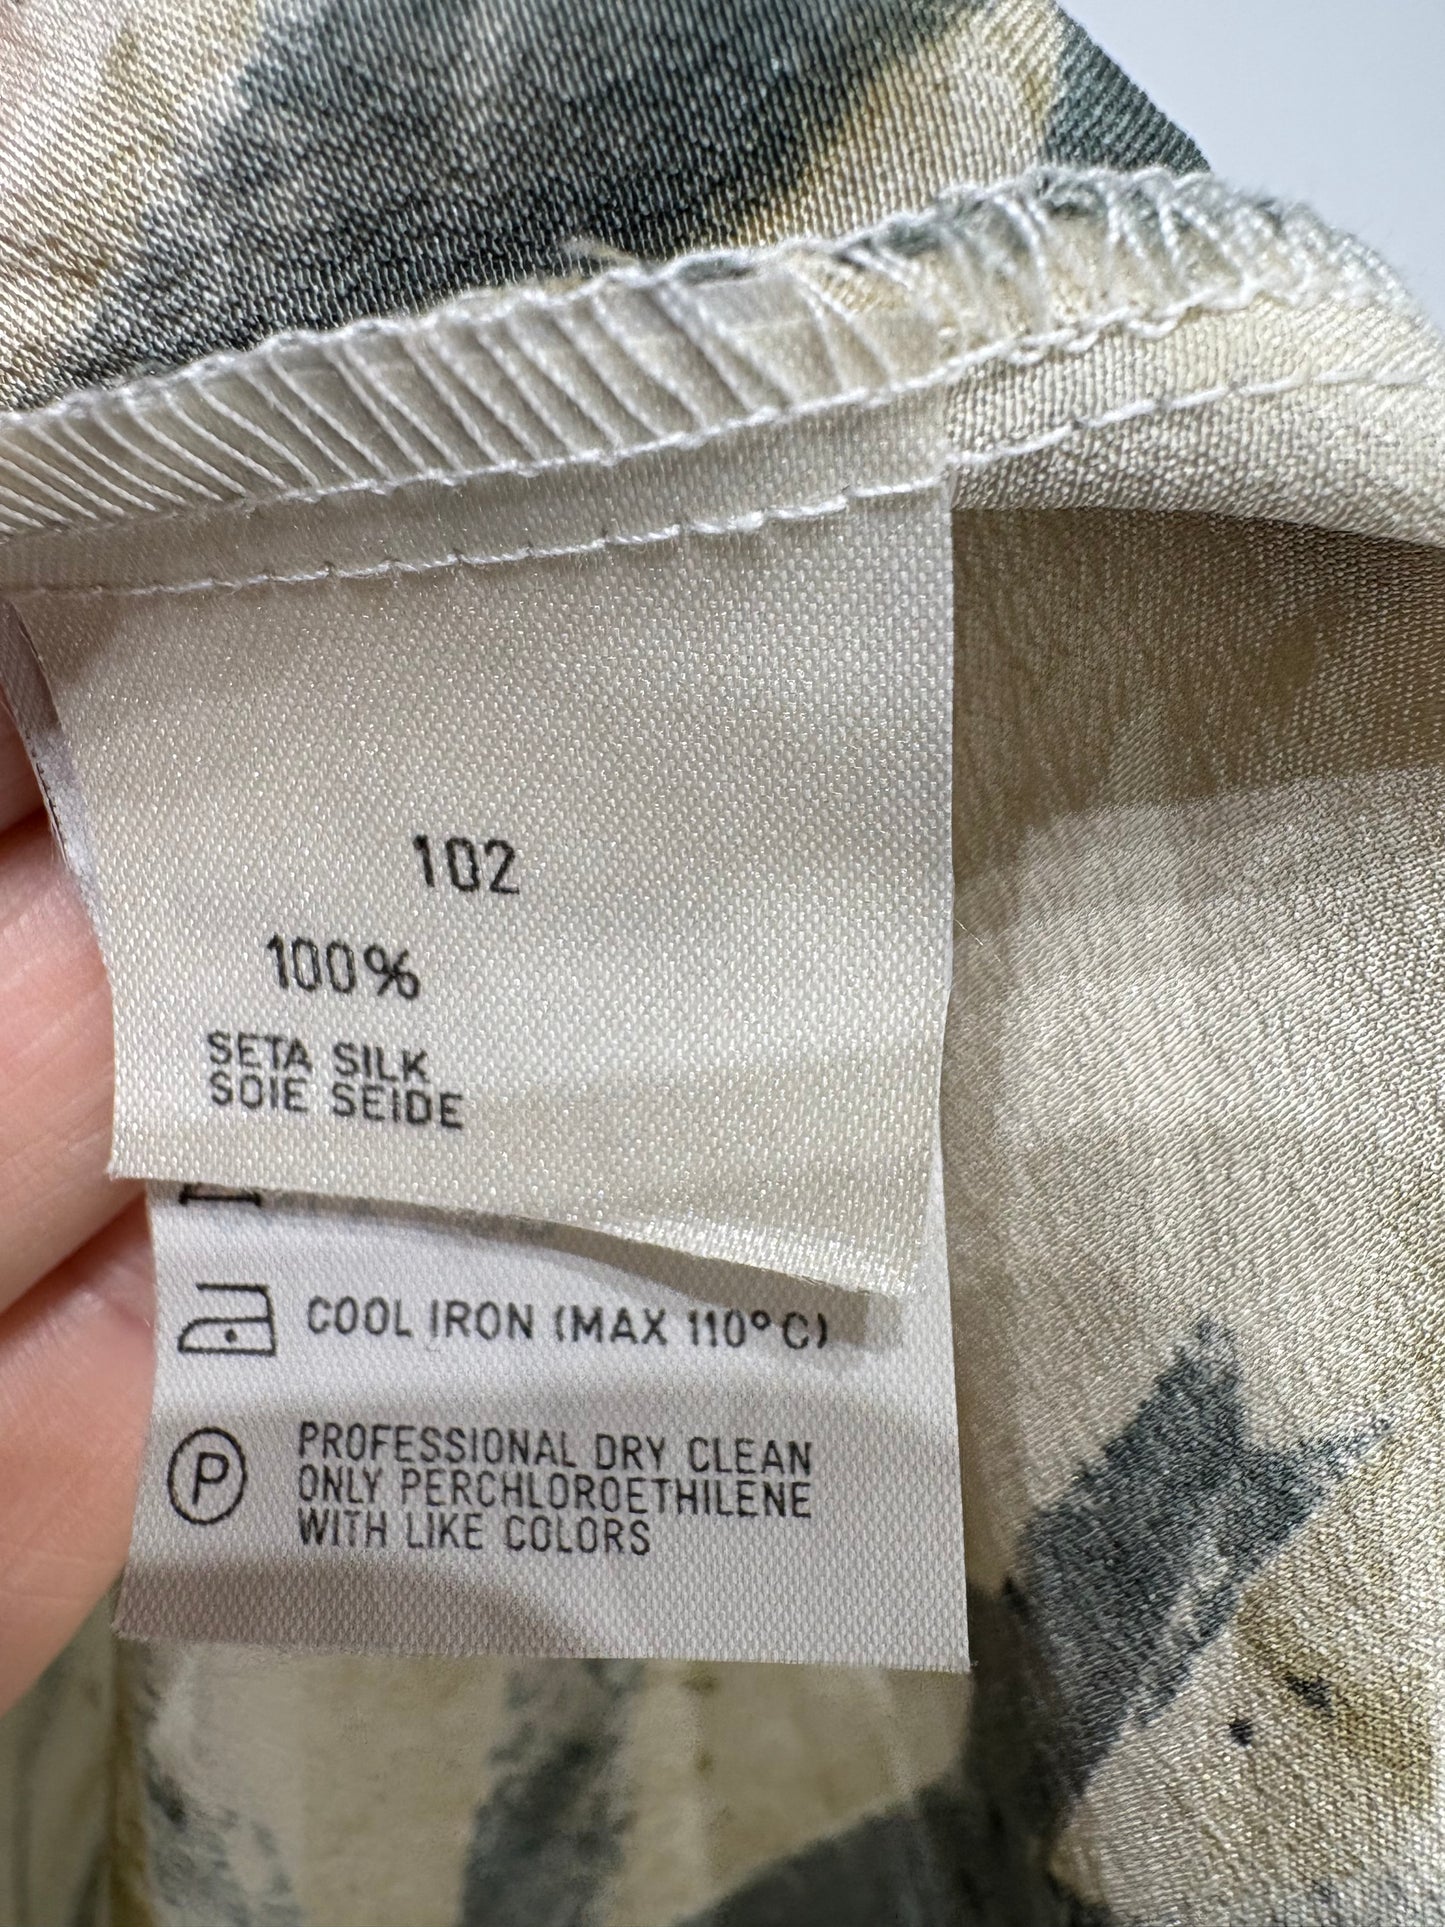 102
100%
SETA SILK
SOIE SEIDE
COOL IRON (MAX 110°C)
P
PROFESSIONAL DRY CLEAN
ONLY PERCHLOROETHILENE
WITH LIKE COLORS